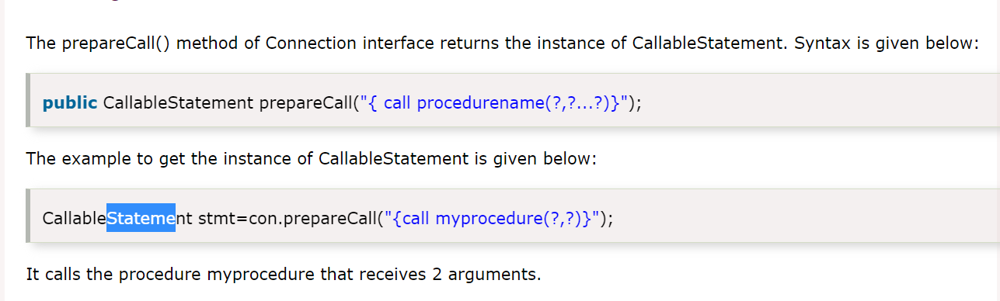 The prepareCall() method of Connection interface returns the instance of CallableStatement. Syntax is given below:
public CallableStatement prepareCall("{ call procedurename(?,?...?)}");
The example to get the instance of CallableStatement is given below:
CallableStatement stmt=con.prepareCall("{call myprocedure(?,?)}");
It calls the procedure myprocedure that receives 2 arguments.